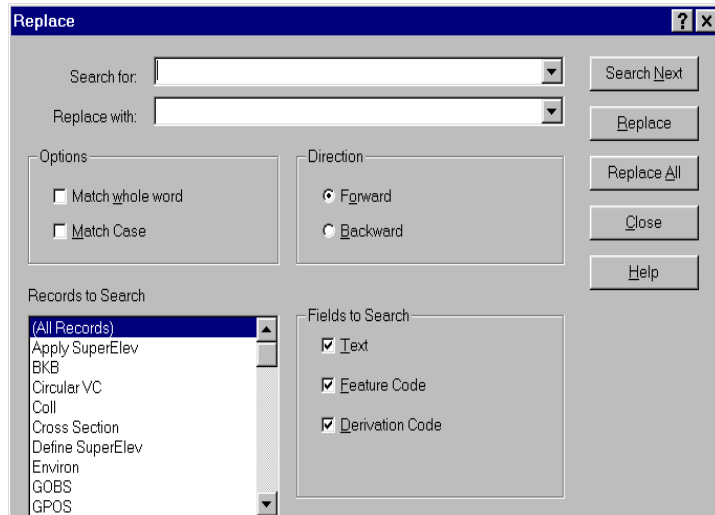 Replace
Search for:
Replace with:
Search Next
Replace
Replace All
Close
Help
Options
Match whole word
Match Case
Direction
Forward
Backward
Records to Search
(All Records)
Apply SuperElev
BKB
Circular VC
Coll
Cross Section
Define SuperElev
Environ
GOBS
GPOS
Fields to Search
Text
Feature Code
Derivation Code